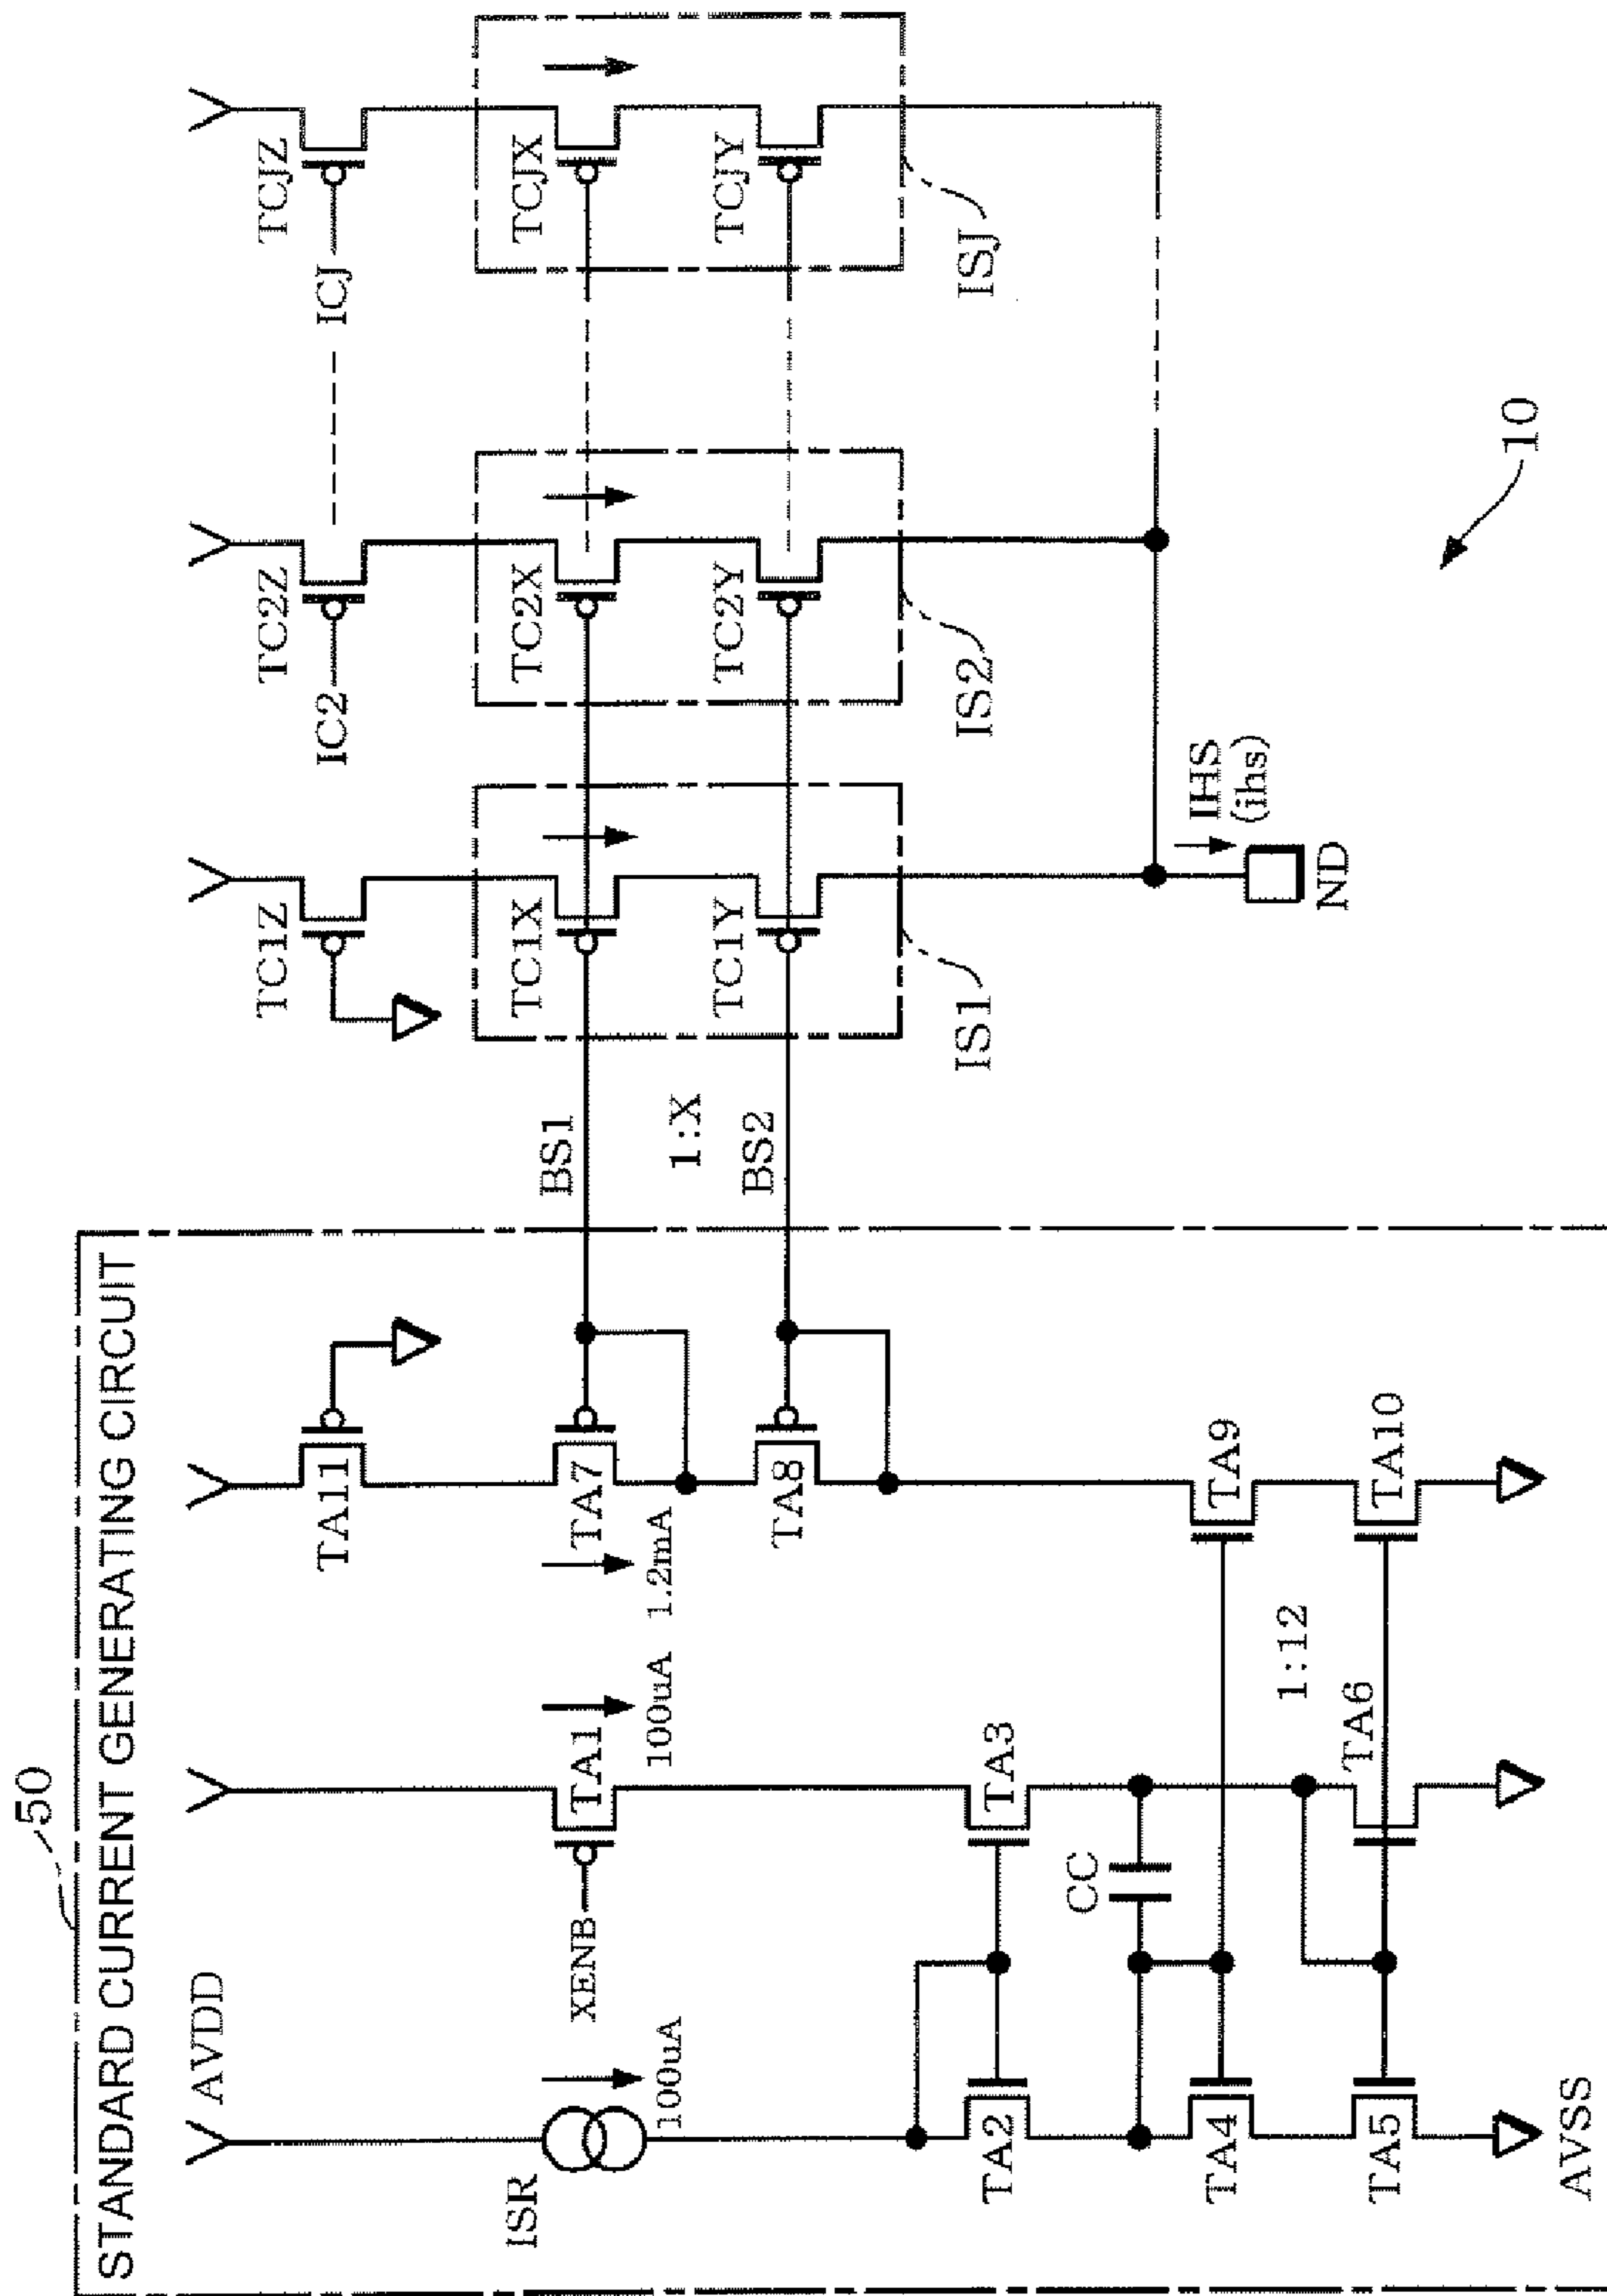 50
STANDARD CURRENT GENERATING CIRCUIT
AVDD
ISR
100uA
XENB
TA1
100uA
TA11
TA7
1.2mA
TA8
TA2
TA3
CC
TA4
TA9
1:12
TA5
TA6
TA10
AVSS
BS1
1:X
BS2
TC1Z
TC1X
TC1Y
IS1
IC2
TC2Z
TC2X
TC2Y
IS2
ICJ
TCJZ
TCJX
TCJY
ISJ
IHS
(ihs)
ND
10